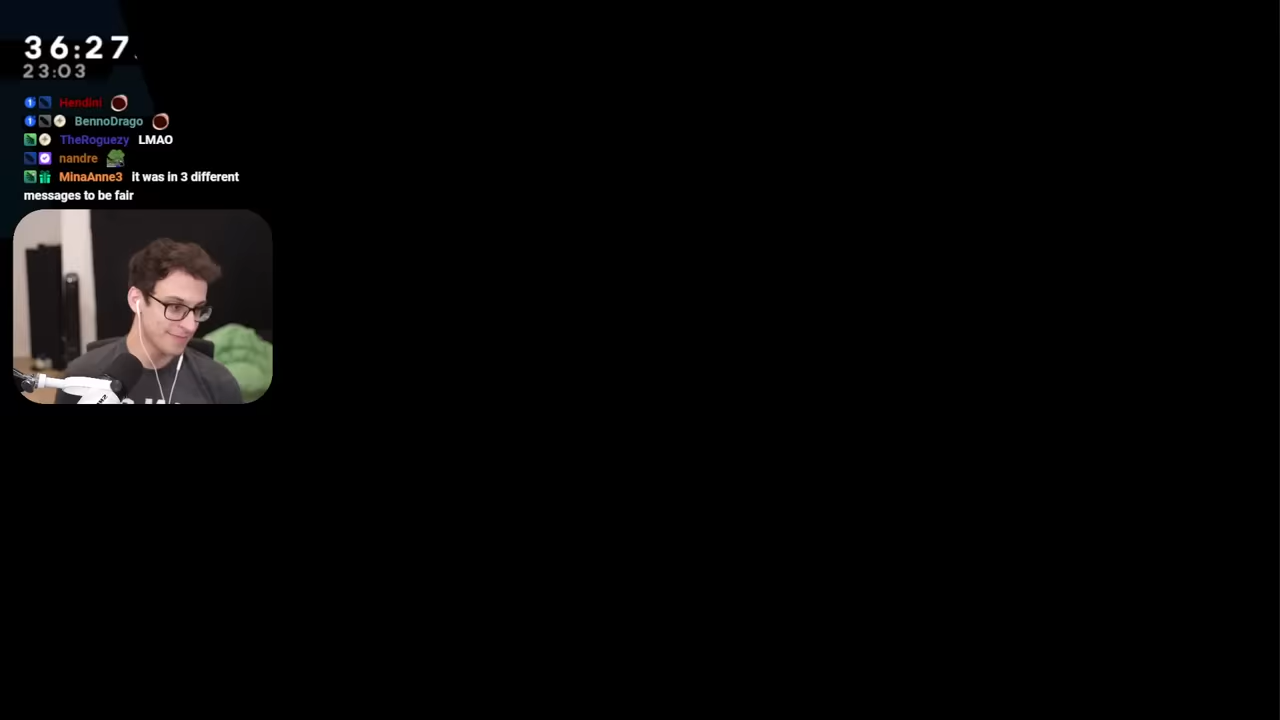 36:27
23:03
Hendini
BennoDrago
TheRoguezy LMAO
nandre
MinaAnne3 it was in 3 different
messages to be fair